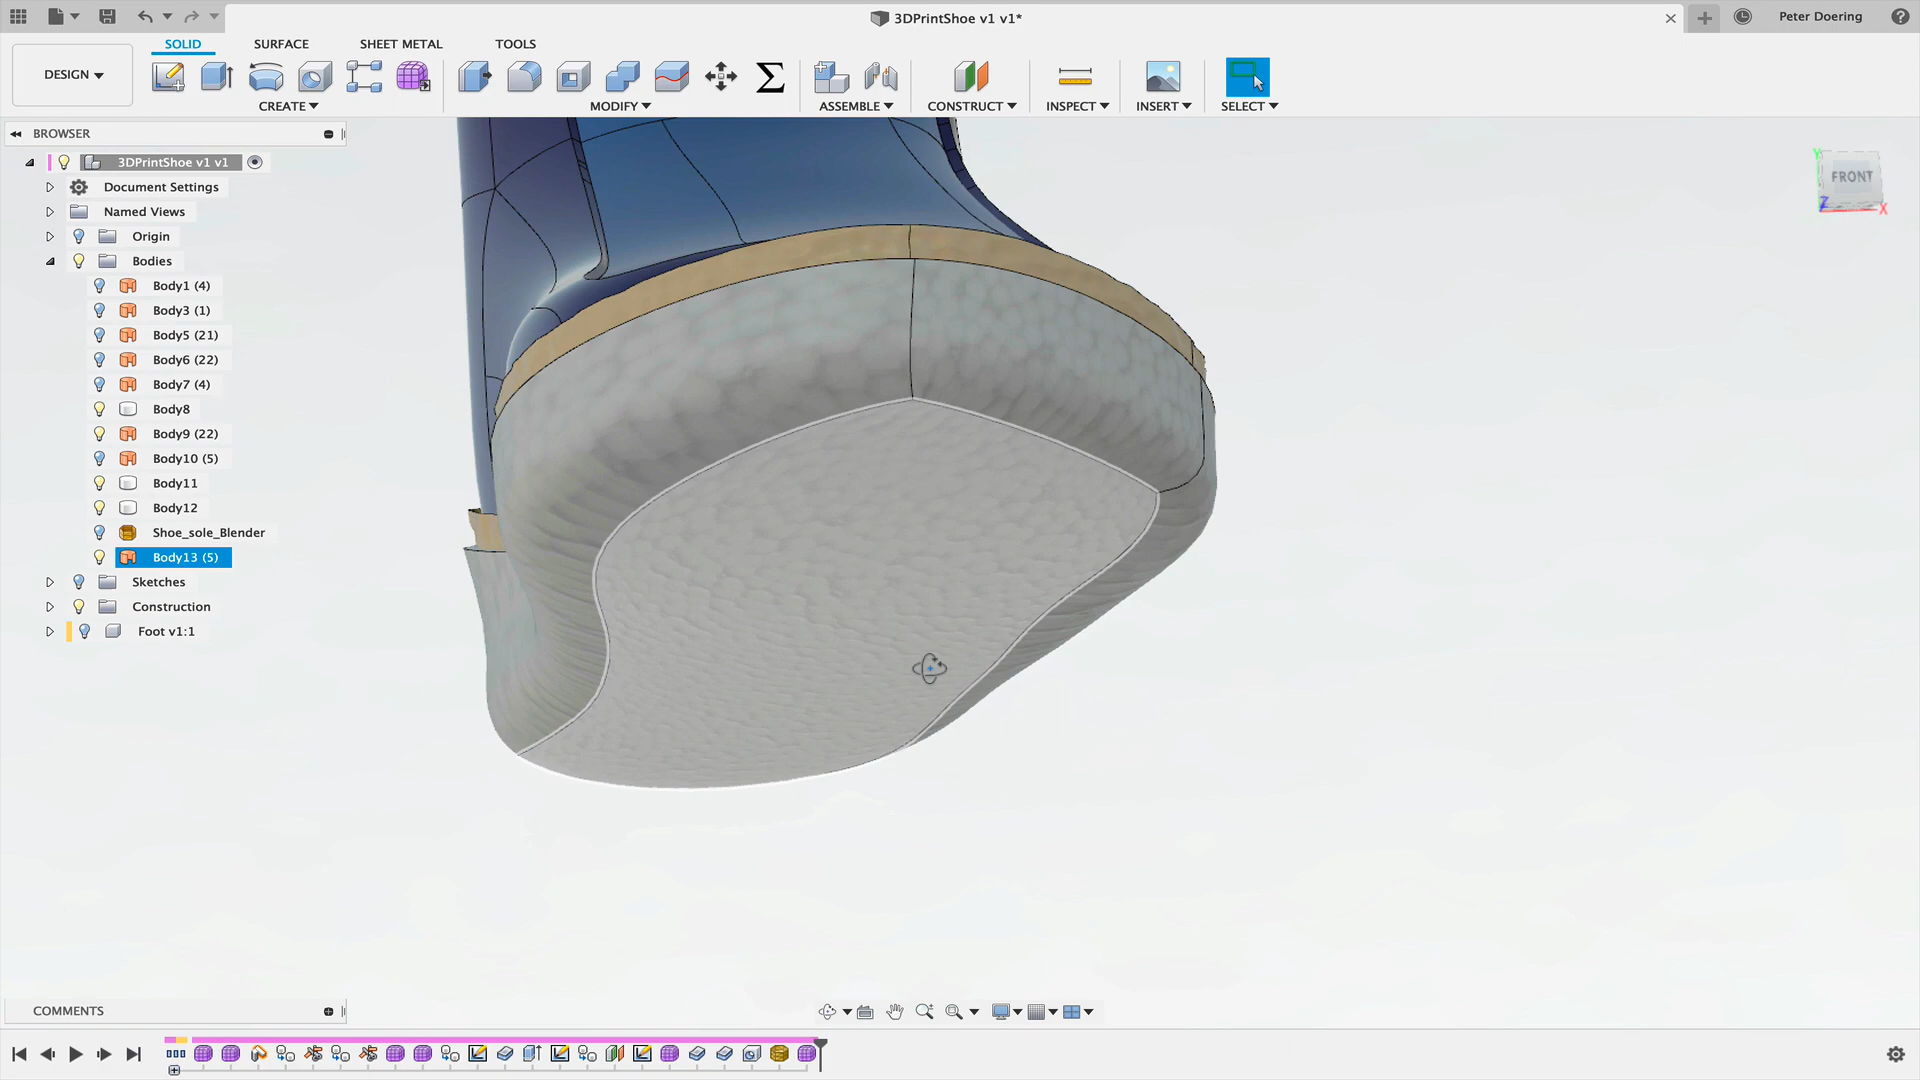 3DPrintShoe v1 v1*
Peter Doering
SOLID
SURFACE
SHEET METAL
TOOLS
DESIGN
CREATE
MODIFY
ASSEMBLE
CONSTRUCT
INSPECT
INSERT
SELECT
BROWSER
3DPrintShoe v1 v1
Document Settings
Named Views
Origin
Bodies
Body1 (4)
Body3 (1)
Body5 (21)
Body6 (22)
Body7 (4)
Body8
Body9 (22)
Body10 (5)
Body11
Body12
Shoe_sole_Blender
Body13 (5)
Sketches
Construction
Foot v1:1
Y
FRONT
Z
X
COMMENTS